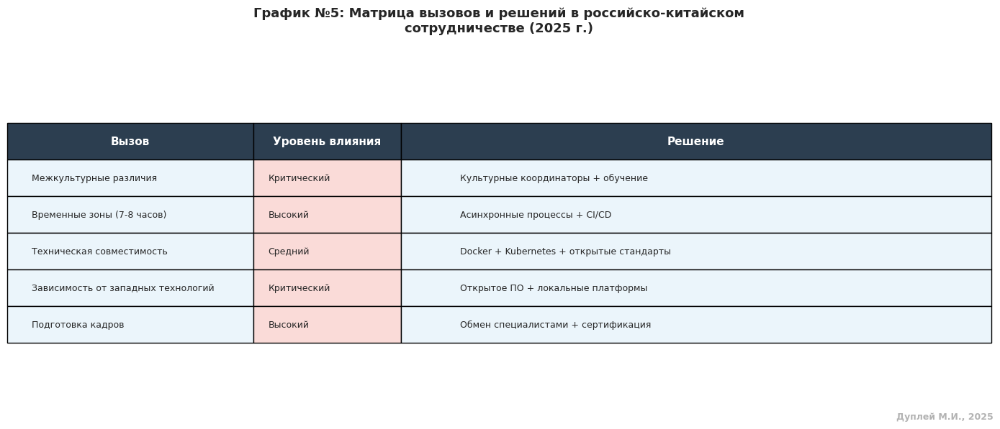 График №5: Матрица вызовов и решений в российско-китайском
сотрудничестве (2025 г.)
Вызов Уровень влияния Решение
Межкультурные различия Критический Культурные координаторы + обучение
Временные зоны (7-8 часов) Высокий Асинхронные процессы + CI/CD
Техническая совместимость Средний Docker + Kubernetes + открытые стандарты
Зависимость от западных технологий Критический Открытое ПО + локальные платформы
Подготовка кадров Высокий Обмен специалистами + сертификация
Дуплей М.И., 2025